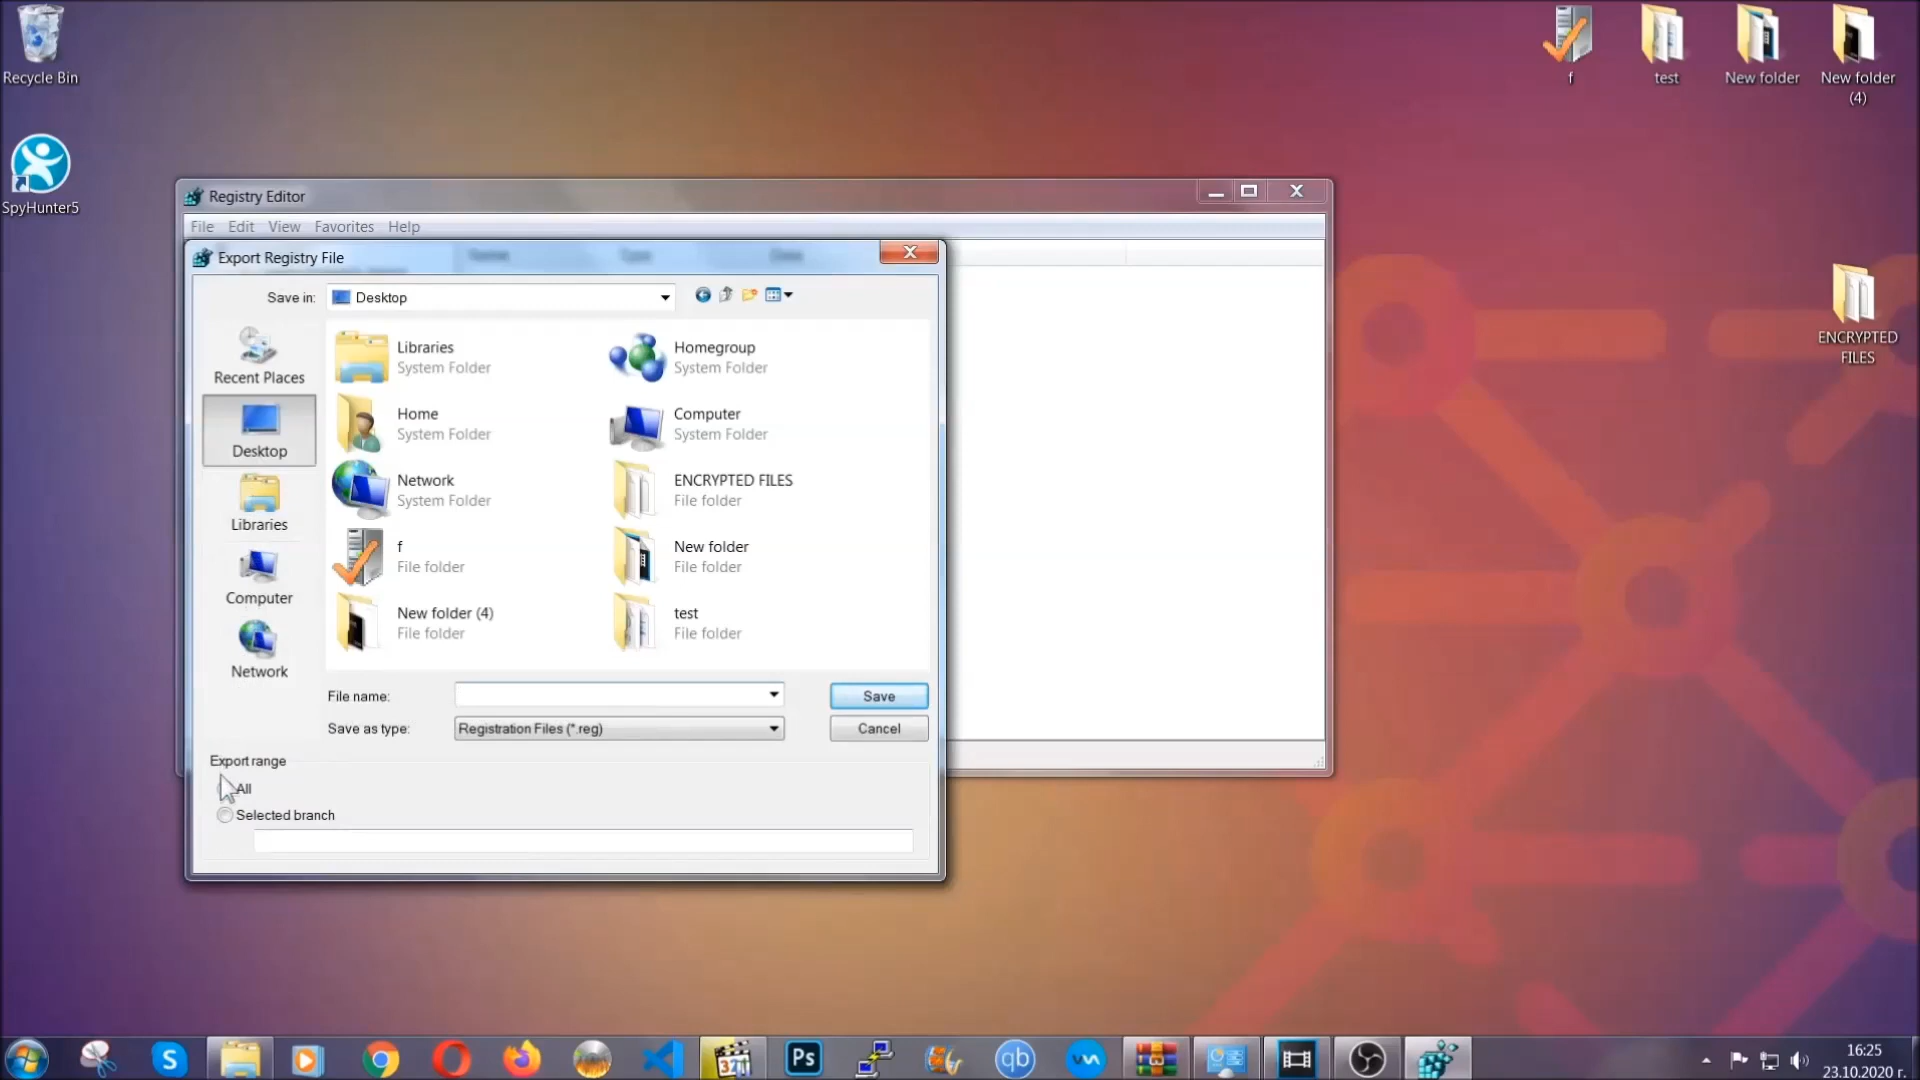 Recycle Bin
SpyHunter5
f
test
New folder
New folder
(4)
ENCRYPTED
FILES
Registry Editor
File Edit View Favorites Help
Export Registry File
Save in: Desktop
Recent Places
Desktop
Libraries
Computer
Network
Libraries
System Folder
Homegroup
System Folder
Home
System Folder
Computer
System Folder
Network
System Folder
ENCRYPTED FILES
File folder
f
File folder
New folder
File folder
New folder (4)
File folder
test
File folder
File name:
Save
Save as type: Registration Files (*.reg)
Cancel
Export range
All
Selected branch
S
321
Ps
qb
16:25
23.10.2020 г.